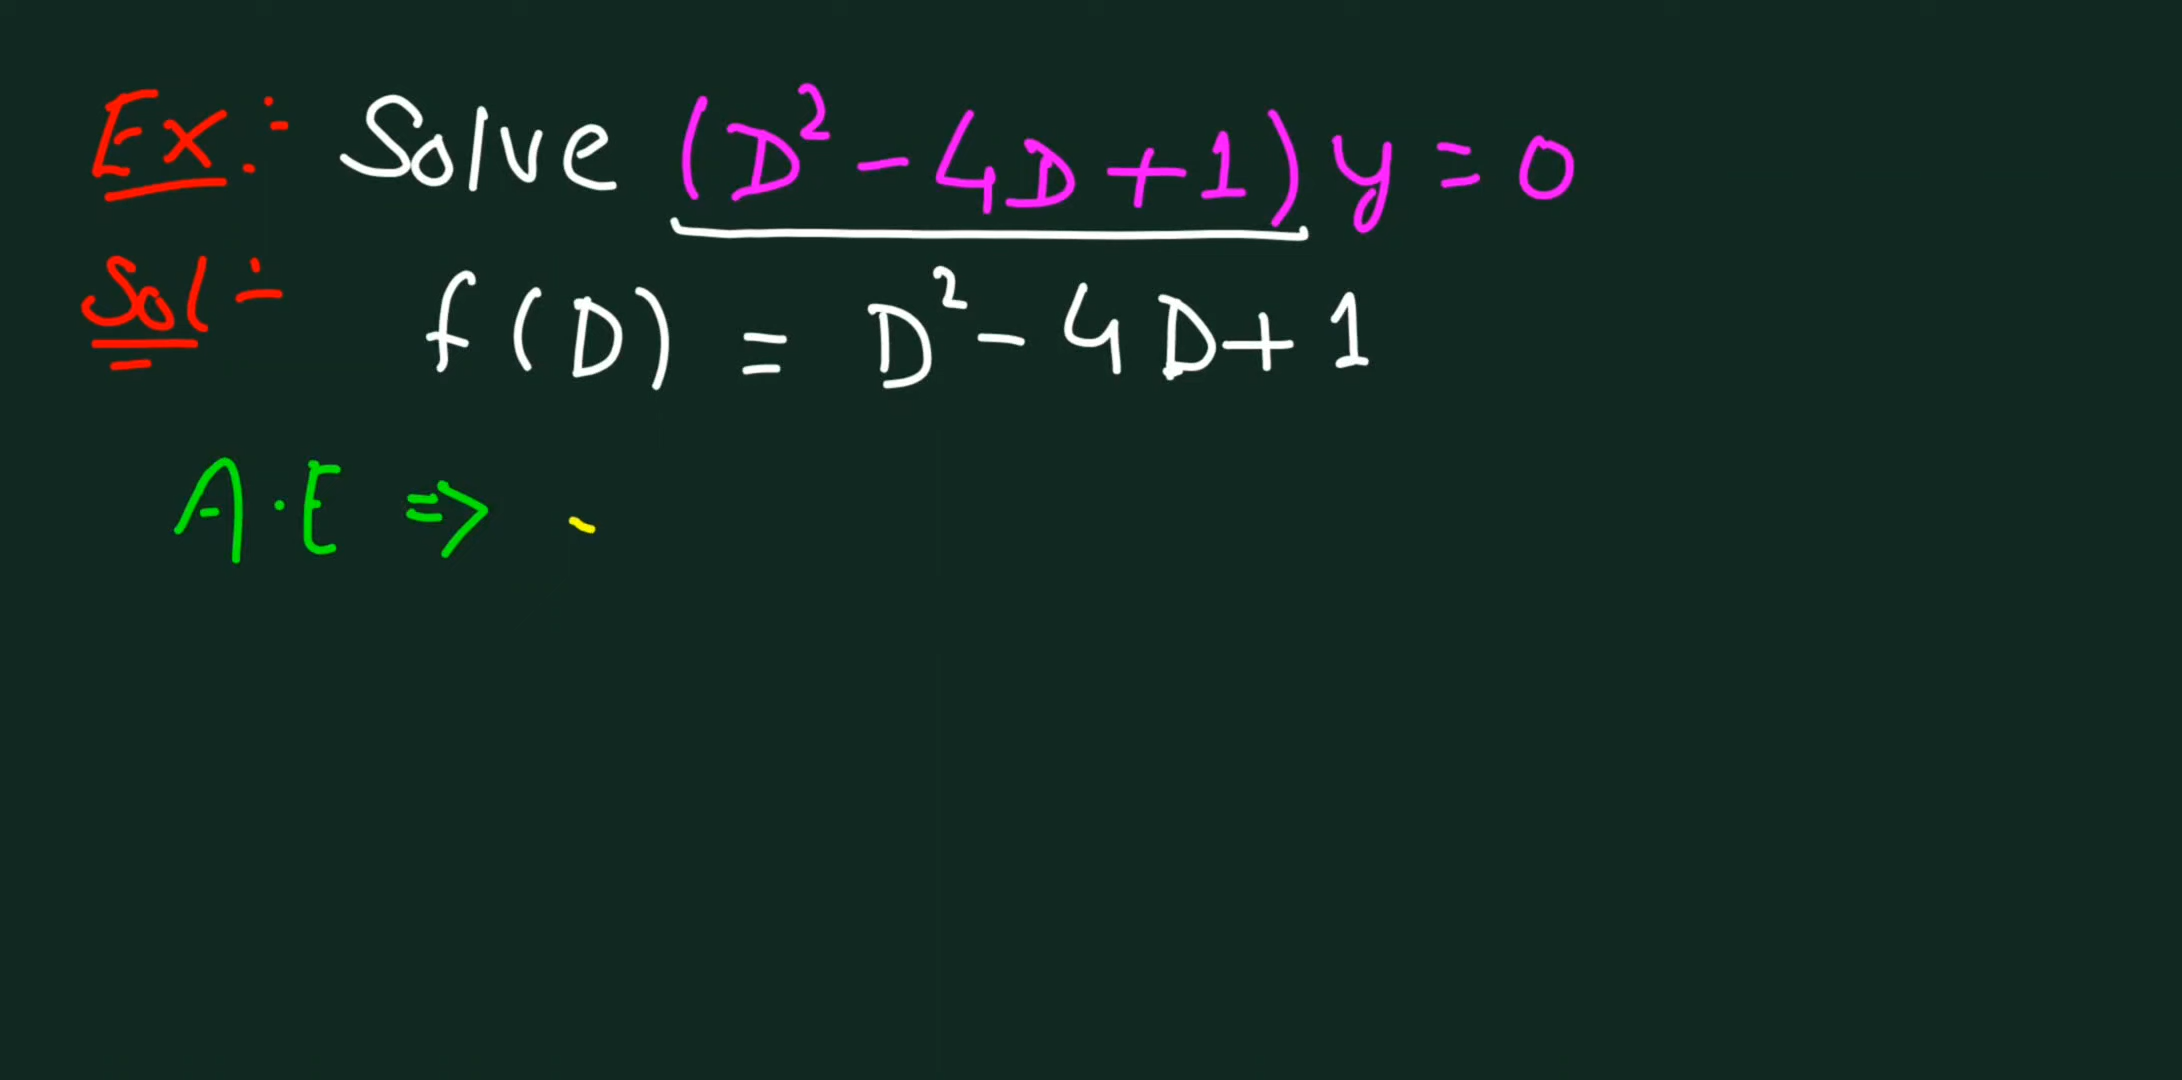 Ex:- Solve (D² - 4D + 1) y = 0
Sol:- f(D) = D² - 4D + 1
A.E ⇒